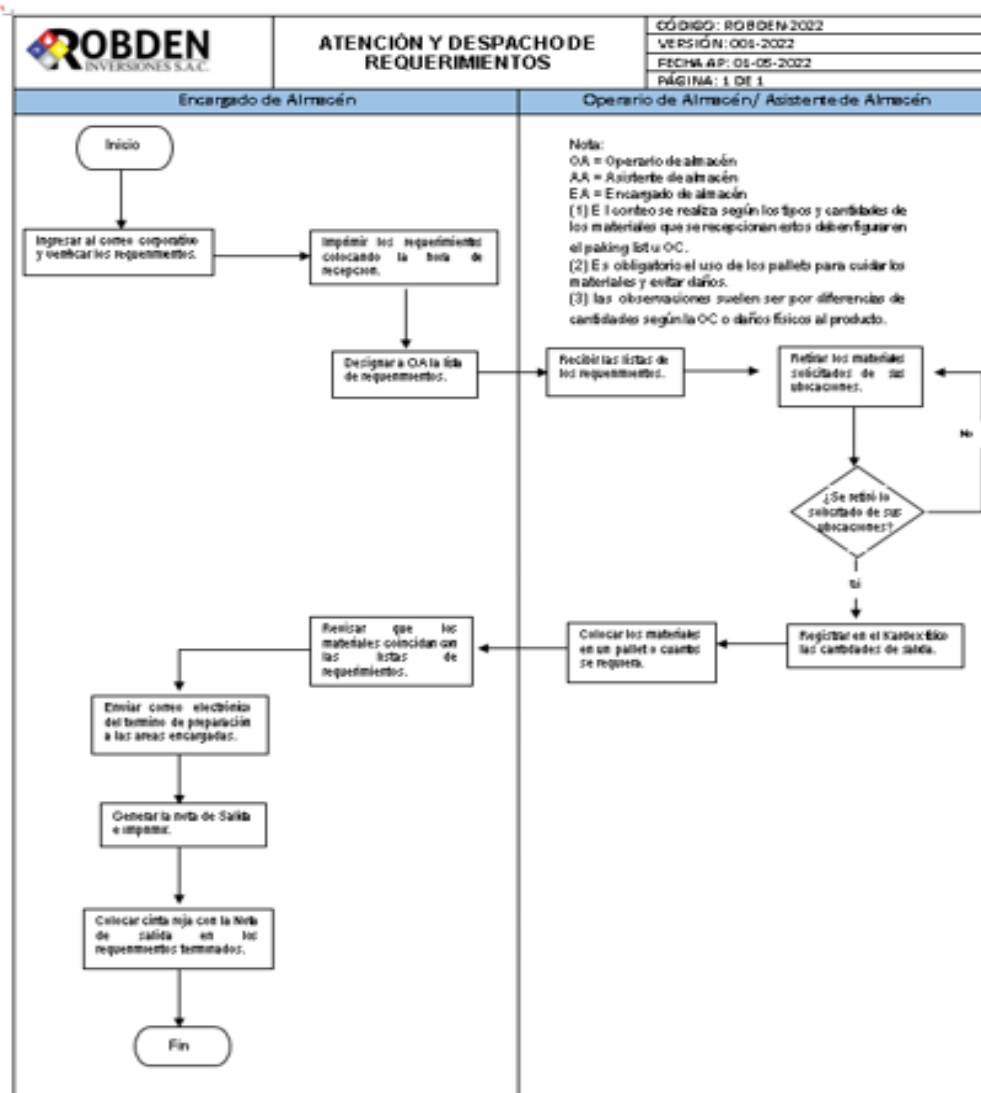 ROBDEN
INVERSIONES S.A.C.
ATENCIÓN Y DESPACHO DE
REQUERIMIENTOS
CÓDIGO: ROBDEN-2022
VERSIÓN: 001-2022
FECHA AP: 01-05-2022
PÁGINA: 1 DE 1
Encargado de Almacén
Operario de Almacén/ Asistente de Almacén
Inicio
Nota:
OA = Operario de almacén
AA = Asistente de almacén
EA = Encargado de almacén
(1) El conteo se realiza según los tipos y cantidades de
los materiales que se recepcionan estos deben figurar en
el paking list u OC.
(2) Es obligatorio el uso de los pallets para cuidar los
materiales y evitar daños.
(3) las observaciones suelen ser por diferencias de
cantidades según la OC o daños físicos al producto.
Ingresar al correo corporativo
y verificar los requerimientos.
Imprimir los requerimientos
colocando la hora de
recepcion.
Designar a OA la lista
de requerimientos.
Recibir las listas de
los requerimientos.
Retirar los materiales
solicitados de sus
ubicaciones.
No
¿Se retiró lo
solicitado de sus
ubicaciones?
Si
Registrar en el Kardex físico
las cantidades de salida.
Colocar los materiales
en un pallet o cuantos
se requiera.
Revisar que los
materiales coincidan con
las listas de
requerimientos.
Enviar correo electrónico
del termino de preparación
a las areas encargadas.
Generar la nota de Salida
e imprimir.
Colocar cinta roja con la Nota
de salida en los
requerimientos terminados.
Fin